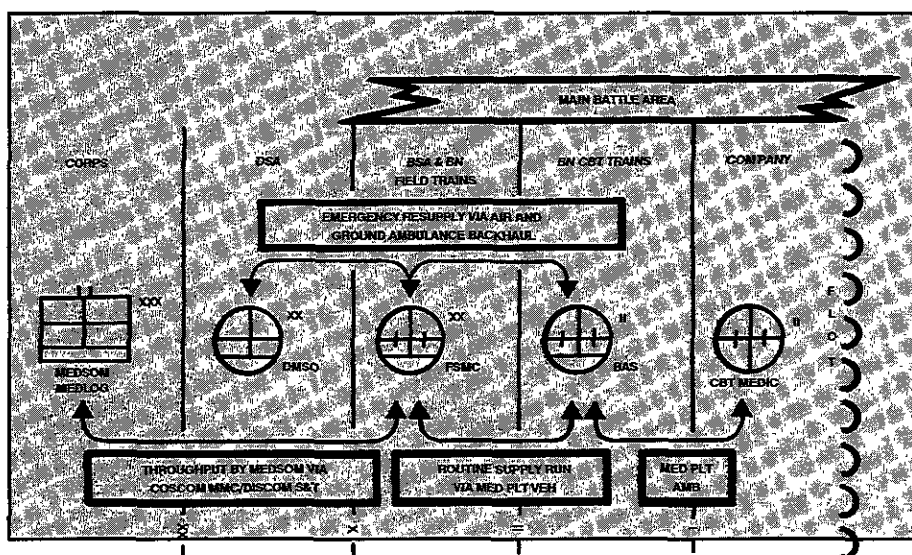 MAIN BATTLE AREA
CORPS
DSA
BSA & BN
FIELD TRAINS
BN CBT TRAINS
COMPANY
EMERGENCY RESUPPLY VIA AIR AND
GROUND AMBULANCE BACKHAUL
XXX
XX
XX
II
II
F
L
O
T
MEDSOM
MEDLOG
DMSO
FSMC
BAS
CBT MEDIC
THROUGHPUT BY MEDSOM VIA
COSCOM MMC/DISCOM S&T
ROUTINE SUPPLY RUN
VIA MED PLT VEH
MED PLT
AMB
XX
X
II
I